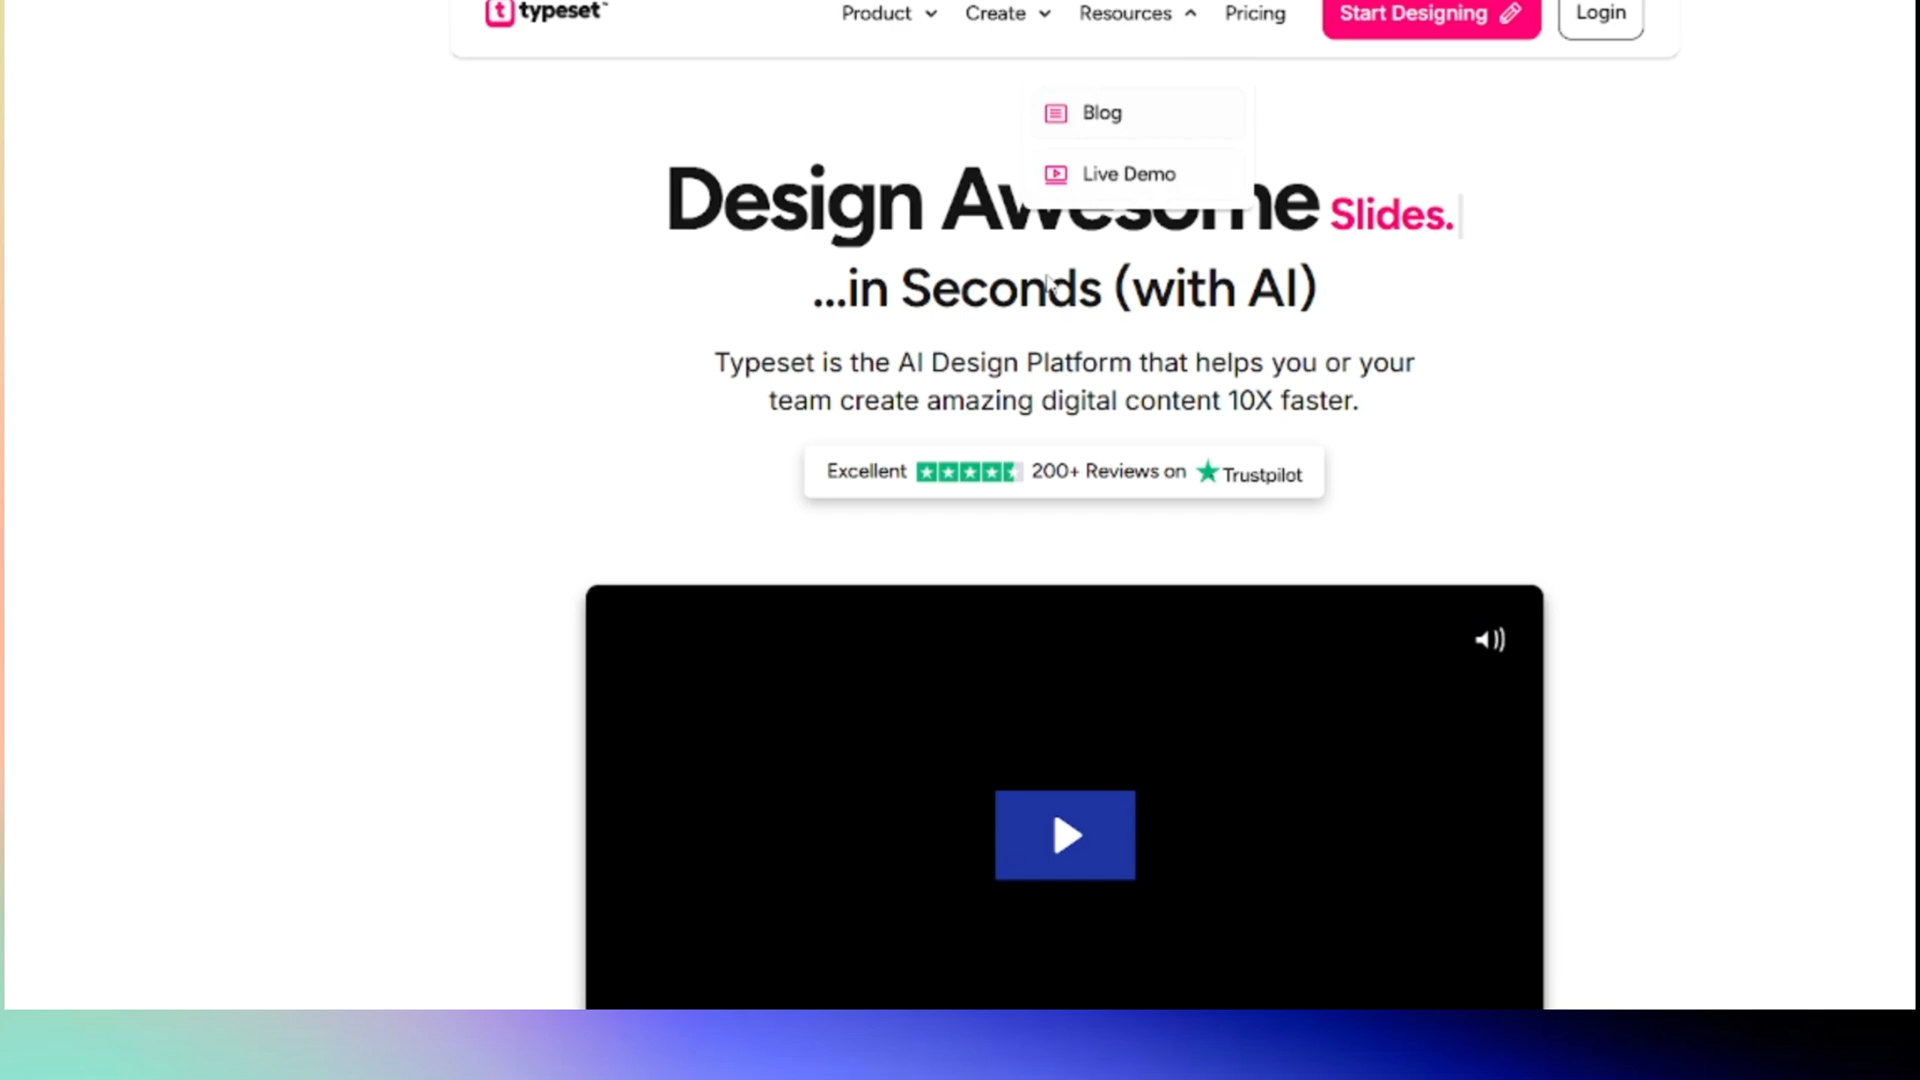 typeset™
Product
Create
Resources
Pricing
Start Designing
Login
Blog
Live Demo
Design Awesome Slides.
...in Seconds (with AI)
Typeset is the AI Design Platform that helps you or your
team create amazing digital content 10X faster.
Excellent 200+ Reviews on Trustpilot